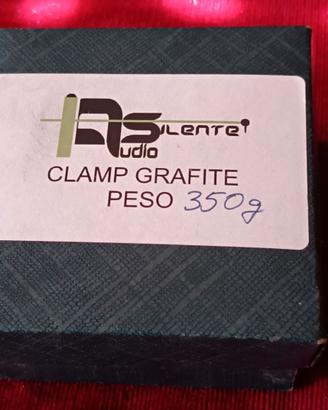 Audio Silente
CLAMP GRAFITE
PESO 350g